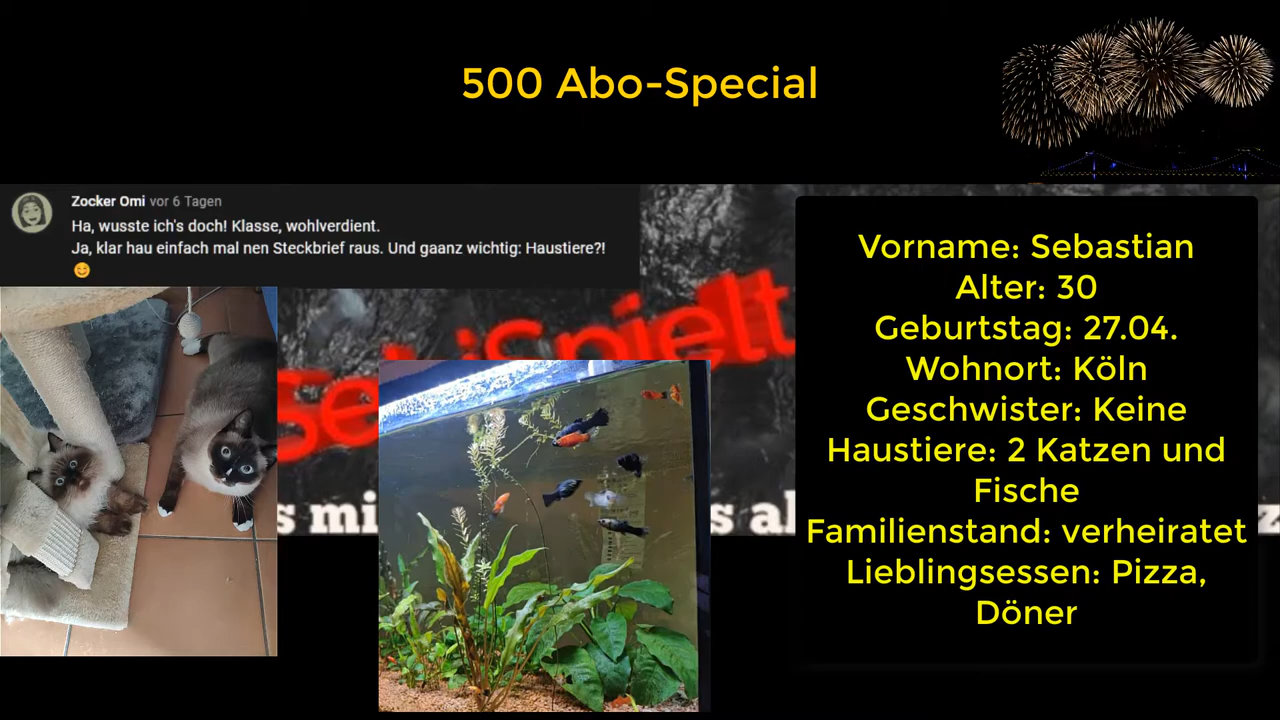 500 Abo-Special
Zocker Omi vor 6 Tagen
Ha, wusste ich's doch! Klasse, wohlverdient.
Ja, klar hau einfach mal nen Steckbrief raus. Und gaanz wichtig: Haustiere?!
😊
Vorname: Sebastian
Alter: 30
Geburtstag: 27.04.
Wohnort: Köln
Geschwister: Keine
Haustiere: 2 Katzen und
Fische
Familienstand: verheiratet
Lieblingsessen: Pizza,
Döner